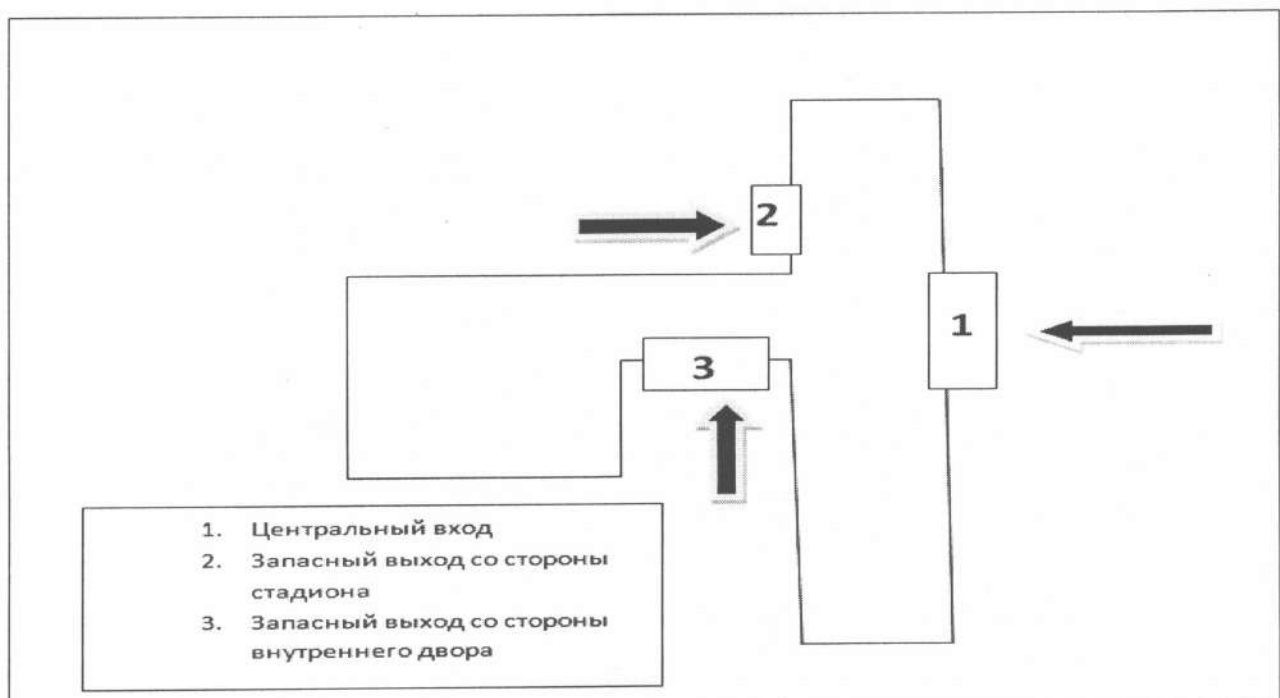 2
1
3
1. Центральный вход
2. Запасный выход со стороны
стадиона
3. Запасный выход со стороны
внутреннего двора